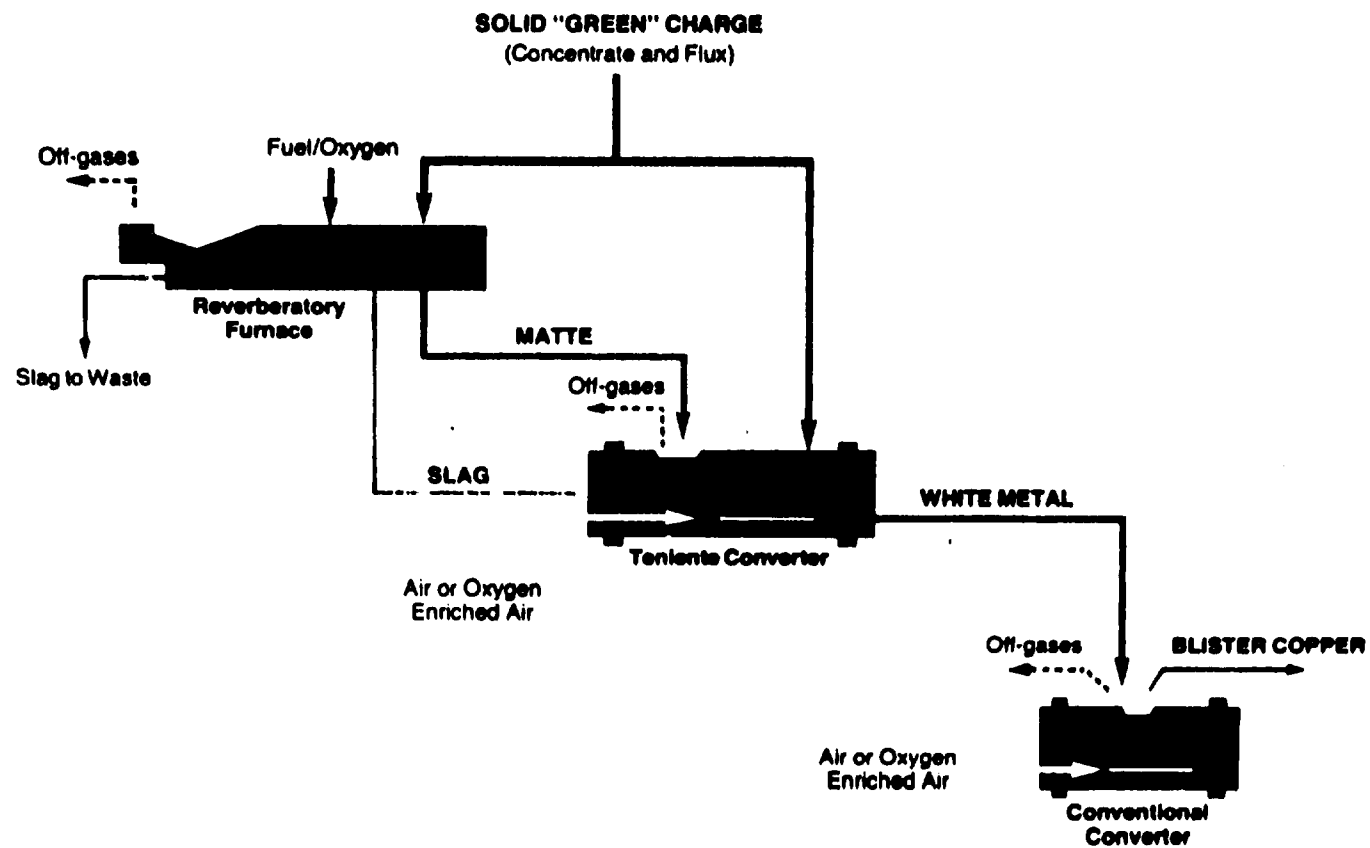 SOLID "GREEN" CHARGE
(Concentrate and Flux)
Off-gases
Fuel/Oxygen
Reverberatory
Furnace
Slag to Waste
MATTE
Off-gases
SLAG
WHITE METAL
Teniente Converter
Air or Oxygen
Enriched Air
Off-gases
BLISTER COPPER
Air or Oxygen
Enriched Air
Conventional
Converter